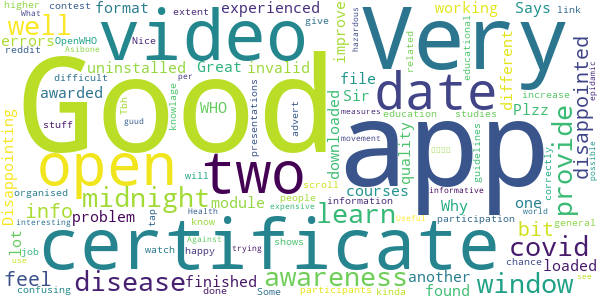 What higher contest format extent experienced give Says link
reddit OpenWHO Nice video Very improve working hazardous
well errors Asibone difficult educational epidemic
uninstalled Great invalid file date different related
awarded per WHO Sir Plzz increase
stuff Tbh knowlage presentations advert downloaded education studies disappointed
Good app
guud quality measures guidelines correctly provide
Disappointing open two movement possible
organised will courses informative general
midnight module people Why participation one
info Health expensive learn information scroll bit world
problem tap know Useful chance
lot certificate covid
job interesting Against trying happy loaded
feel watch shows another
use disease finished awareness window
confusing done Some participants kinda found see